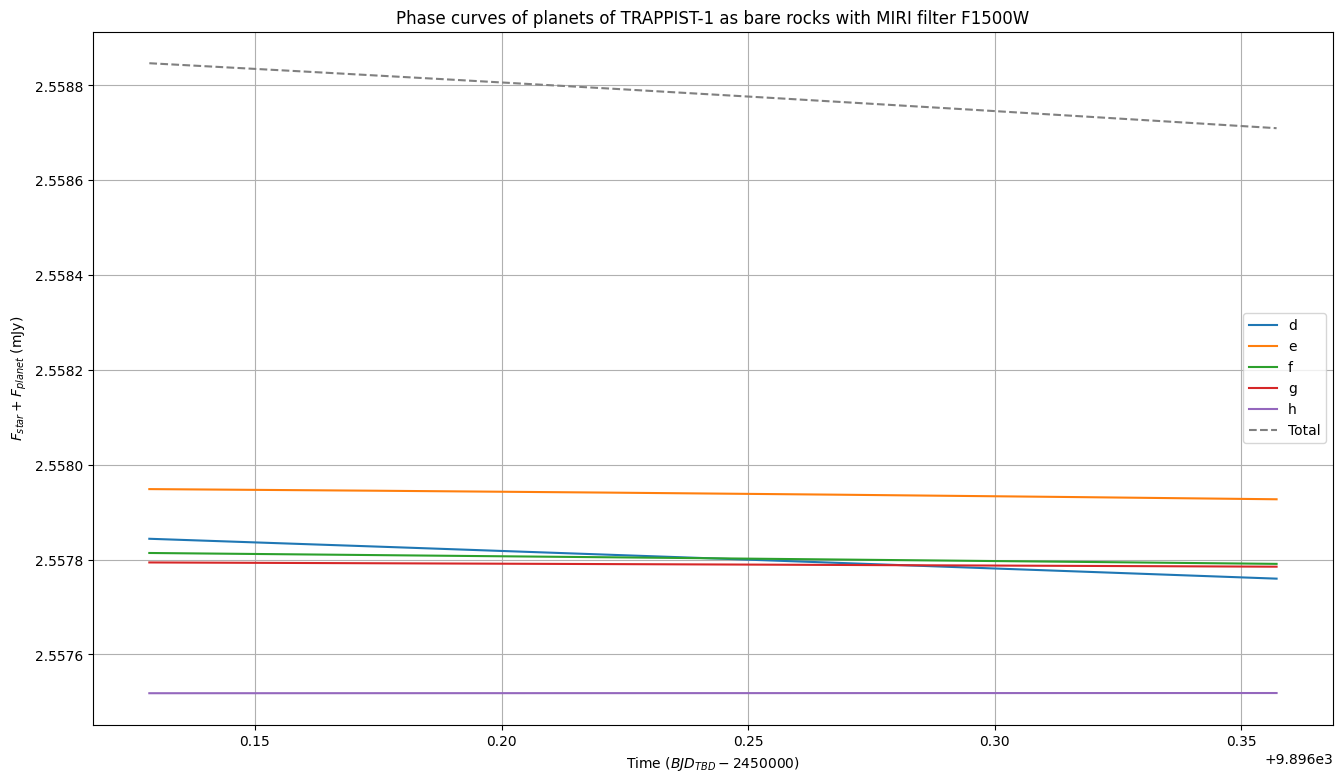 Phase curves of planets of TRAPPIST-1 as bare rocks with MIRI filter F1500W
2.5588
2.5586
2.5584
2.5582
2.5580
2.5578
2.5576
F_star + F_planet (mJy)
d
e
f
g
h
Total
0.15
0.20
0.25
0.30
0.35
+9.896e3
Time (BJD_TBD − 2450000)